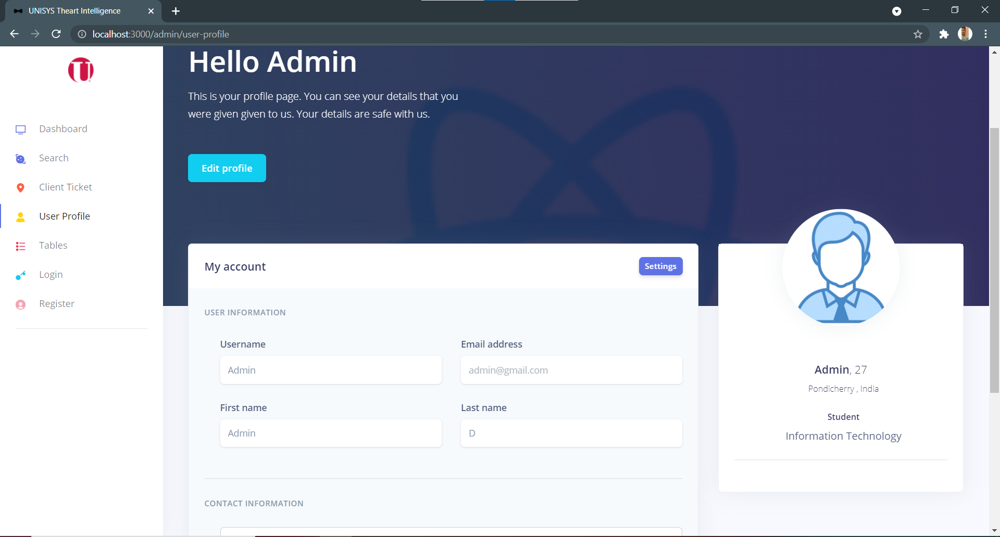 UNISYS Theart Intelligence
localhost:3000/admin/user-profile
U
Dashboard
Search
Client Ticket
User Profile
Tables
Login
Register
Hello Admin
This is your profile page. You can see your details that you
were given given to us. Your details are safe with us.
Edit profile
My account
Settings
USER INFORMATION
Username
Email address
Admin
admin@gmail.com
First name
Last name
Admin
D
CONTACT INFORMATION
Admin, 27
Pondicherry , India
Student
Information Technology